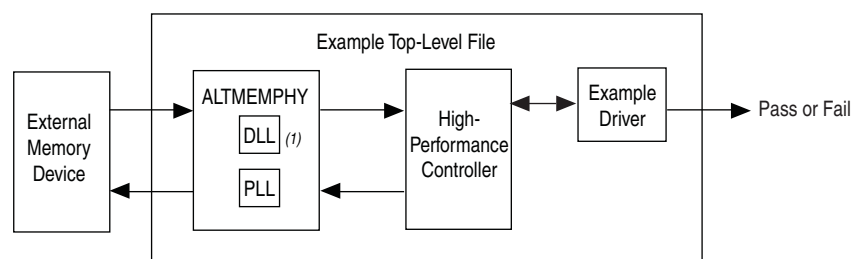 Example Top-Level File
External
Memory
Device
ALTMEMPHY
DLL (1)
PLL
High-
Performance
Controller
Example
Driver
Pass or Fail